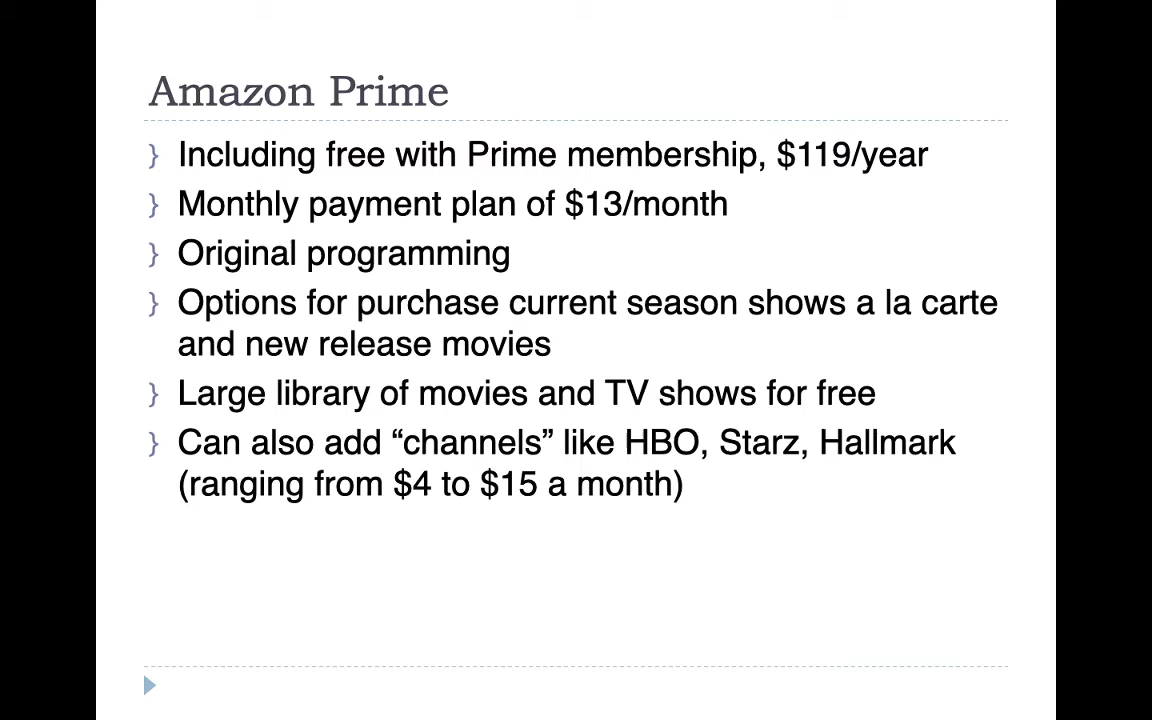 Amazon Prime
} Including free with Prime membership, $119/year
} Monthly payment plan of $13/month
} Original programming
} Options for purchase current season shows a la carte
and new release movies
} Large library of movies and TV shows for free
} Can also add “channels” like HBO, Starz, Hallmark
(ranging from $4 to $15 a month)